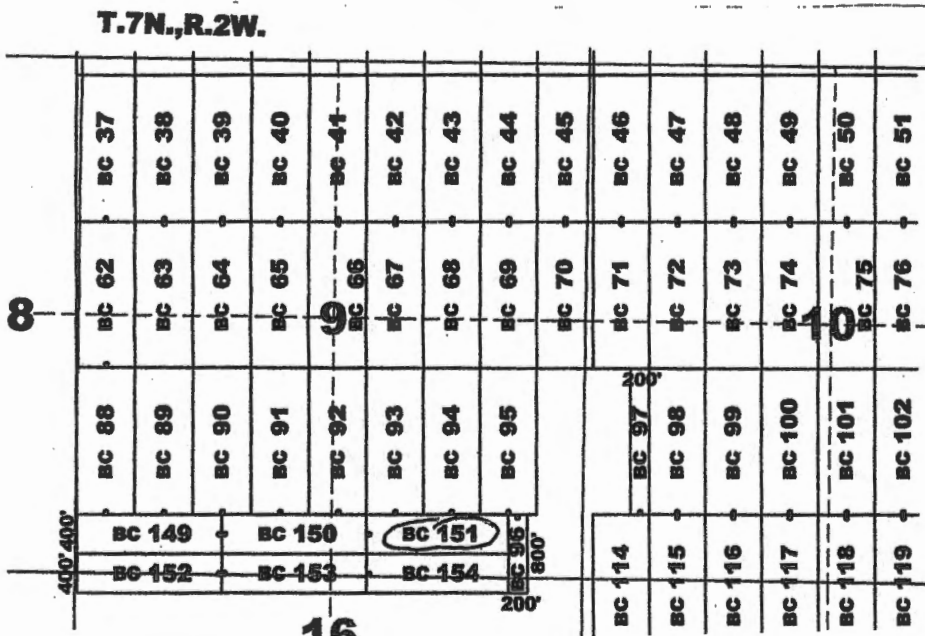 T.7N.,R.2W.
BC 37
BC 38
BC 39
BC 40
BC 41
BC 42
BC 43
BC 44
BC 45
BC 46
BC 47
BC 48
BC 49
BC 50
BC 51
BC 62
BC 63
BC 64
BC 65
BC 66
BC 67
BC 68
BC 69
BC 70
BC 71
BC 72
BC 73
BC 74
BC 75
BC 76
8
9
10
200'
BC 88
BC 89
BC 90
BC 91
BC 92
BC 93
BC 94
BC 95
BC 97
BC 98
BC 99
BC 100
BC 101
BC 102
400'
BC 149
BC 150
BC 151
BC 96
800'
400'
BC 152
BC 153
BC 154
200'
BC 114
BC 115
BC 116
BC 117
BC 118
BC 119
16